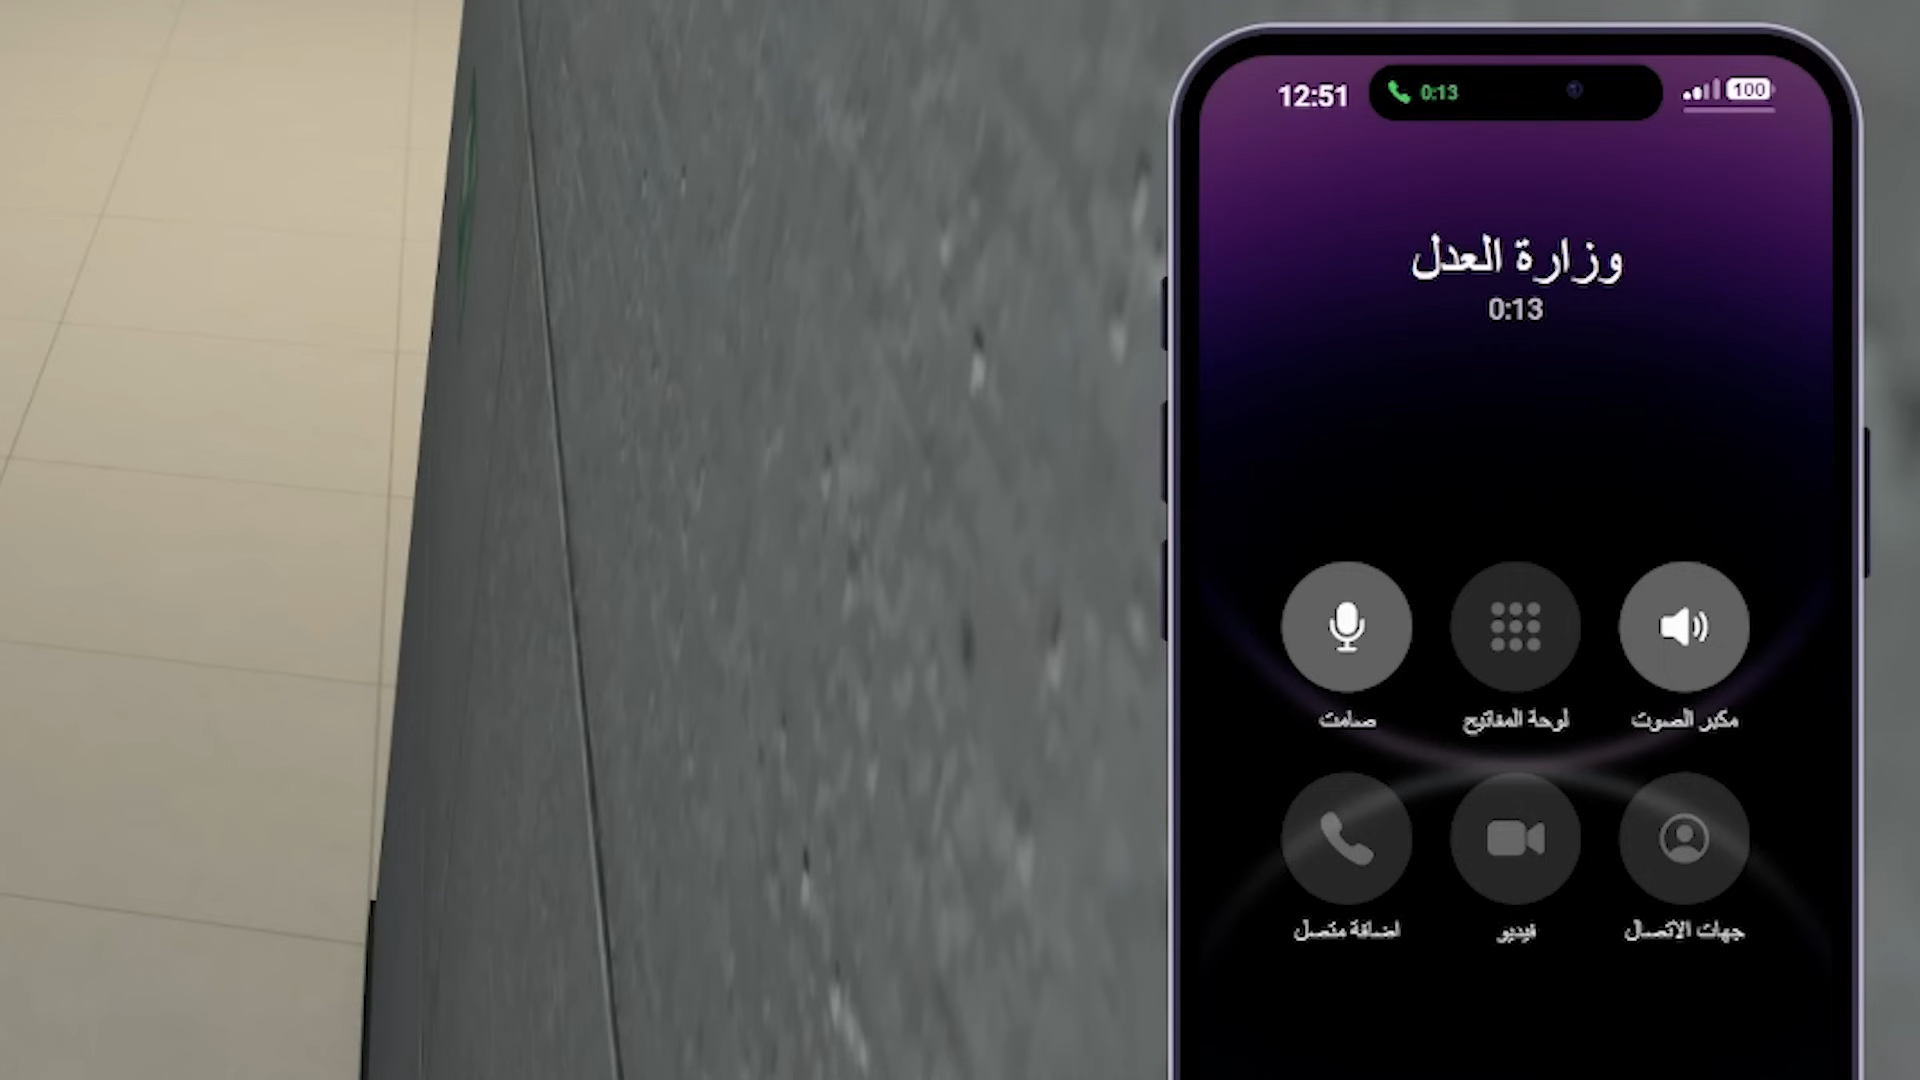 12:51
0:13
100
وزارة العدل
0:13
صامت
لوحة المفاتيح
مكبر الصوت
اضافة متصل
فيديو
جهات الاتصال